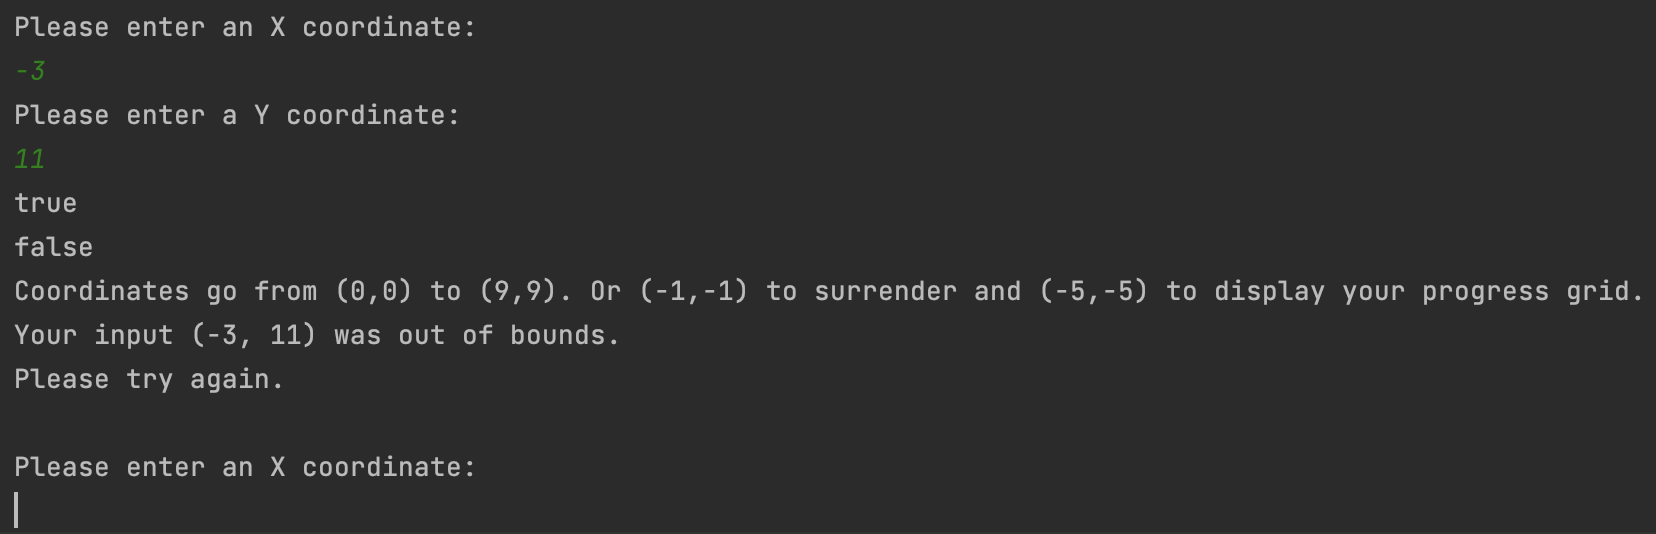 Please enter an X coordinate:
-3
Please enter a Y coordinate:
11
true
false
Coordinates go from (0,0) to (9,9). Or (-1,-1) to surrender and (-5,-5) to display your progress grid.
Your input (-3, 11) was out of bounds.
Please try again.
Please enter an X coordinate: